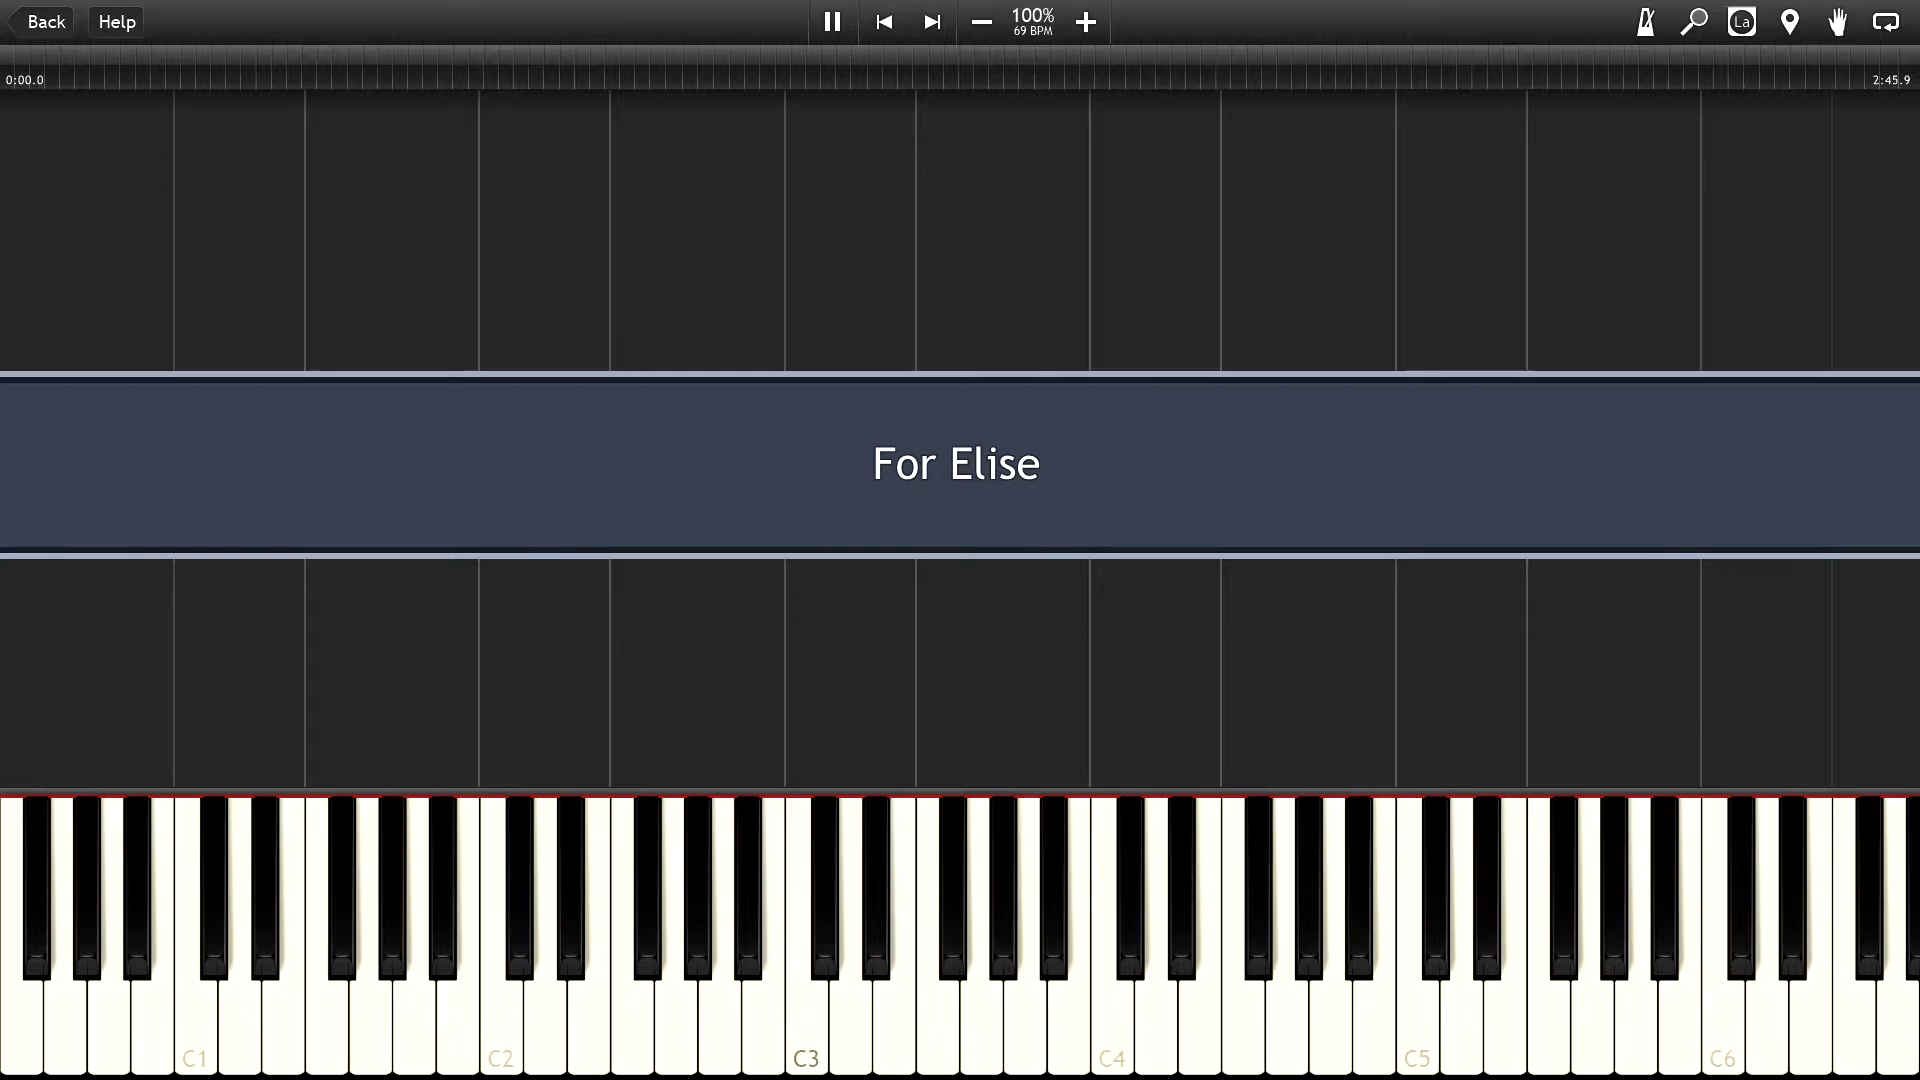 Back Help 100%
69 BPM
La
0:00.0 2:45.9
For Elise
C1 C2 C3 C4 C5 C6